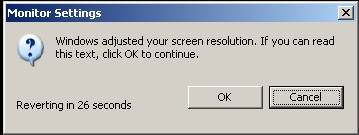 Monitor Settings
Windows adjusted your screen resolution. If you can read
this text, click OK to continue.
Reverting in 26 seconds
OK
Cancel